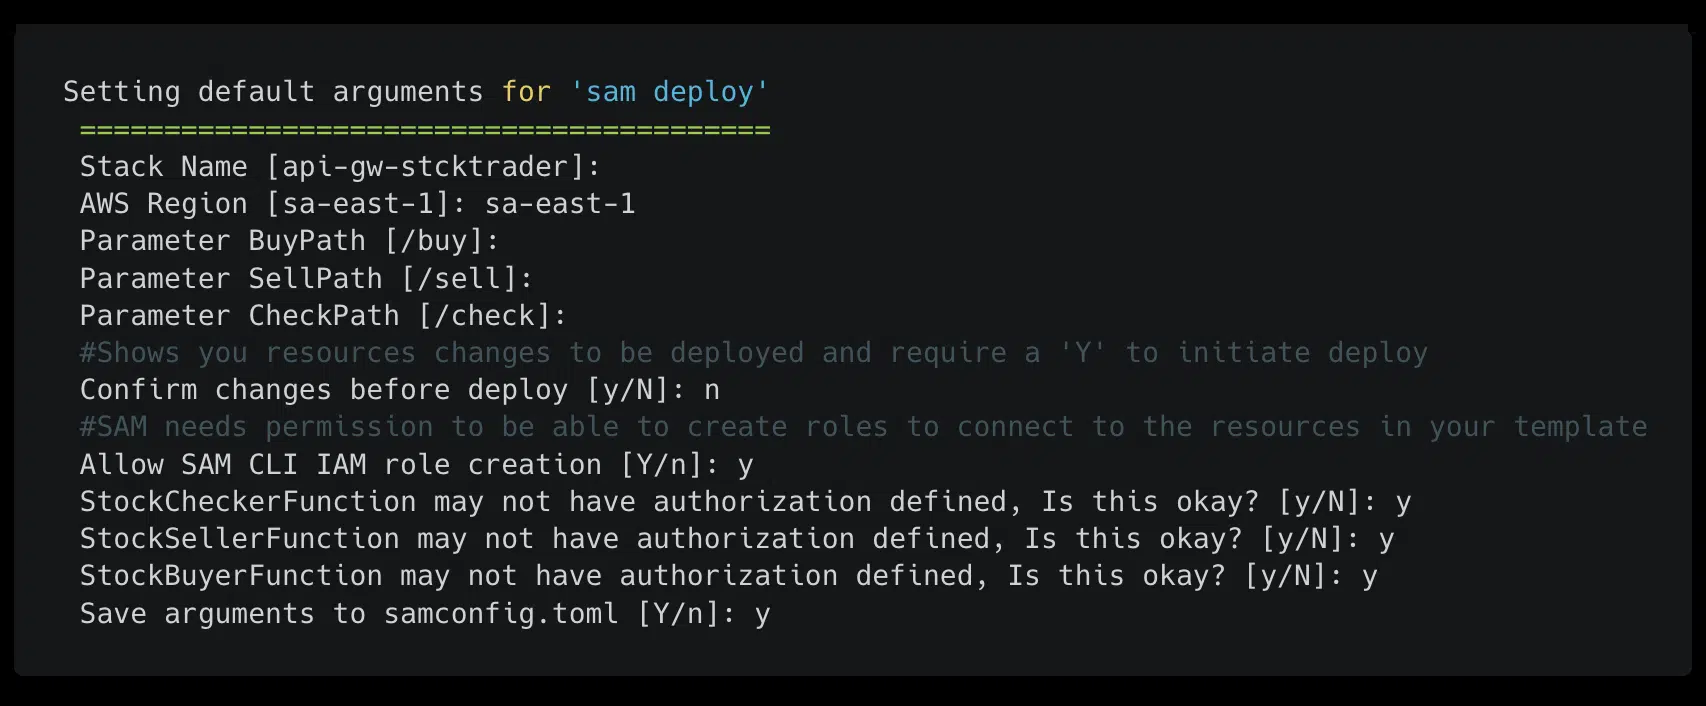 Setting default arguments for 'sam deploy'
=========================================
Stack Name [api-gw-stcktrader]:
AWS Region [sa-east-1]: sa-east-1
Parameter BuyPath [/buy]:
Parameter SellPath [/sell]:
Parameter CheckPath [/check]:
#Shows you resources changes to be deployed and require a 'Y' to initiate deploy
Confirm changes before deploy [y/N]: n
#SAM needs permission to be able to create roles to connect to the resources in your template
Allow SAM CLI IAM role creation [Y/n]: y
StockCheckerFunction may not have authorization defined, Is this okay? [y/N]: y
StockSellerFunction may not have authorization defined, Is this okay? [y/N]: y
StockBuyerFunction may not have authorization defined, Is this okay? [y/N]: y
Save arguments to samconfig.toml [Y/n]: y